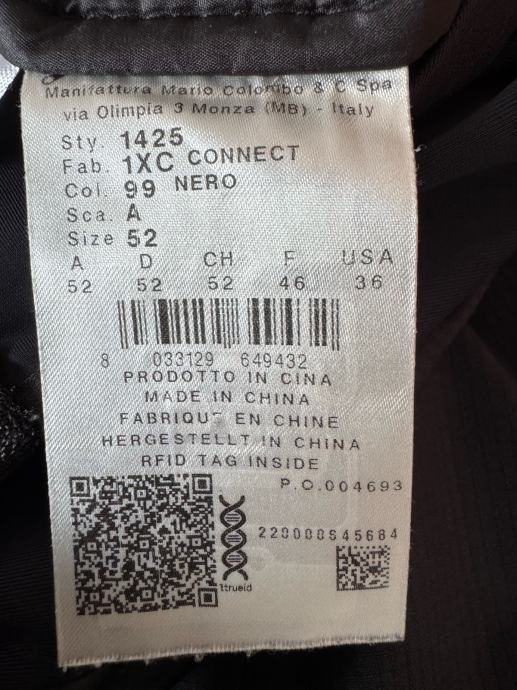 Manifattura Mario Colombo & C Spa
via Olimpia 3 Monza (MB) - Italy
Sty. 1425
Fab. 1XC CONNECT
Col. 99 NERO
Sca. A
Size 52
A D CH F USA
52 52 52 46 36
8 033129 649432
PRODOTTO IN CINA
MADE IN CHINA
FABRIQUE EN CHINE
HERGESTELLT IN CHINA
RFID TAG INSIDE
P.O.004693
1trueid